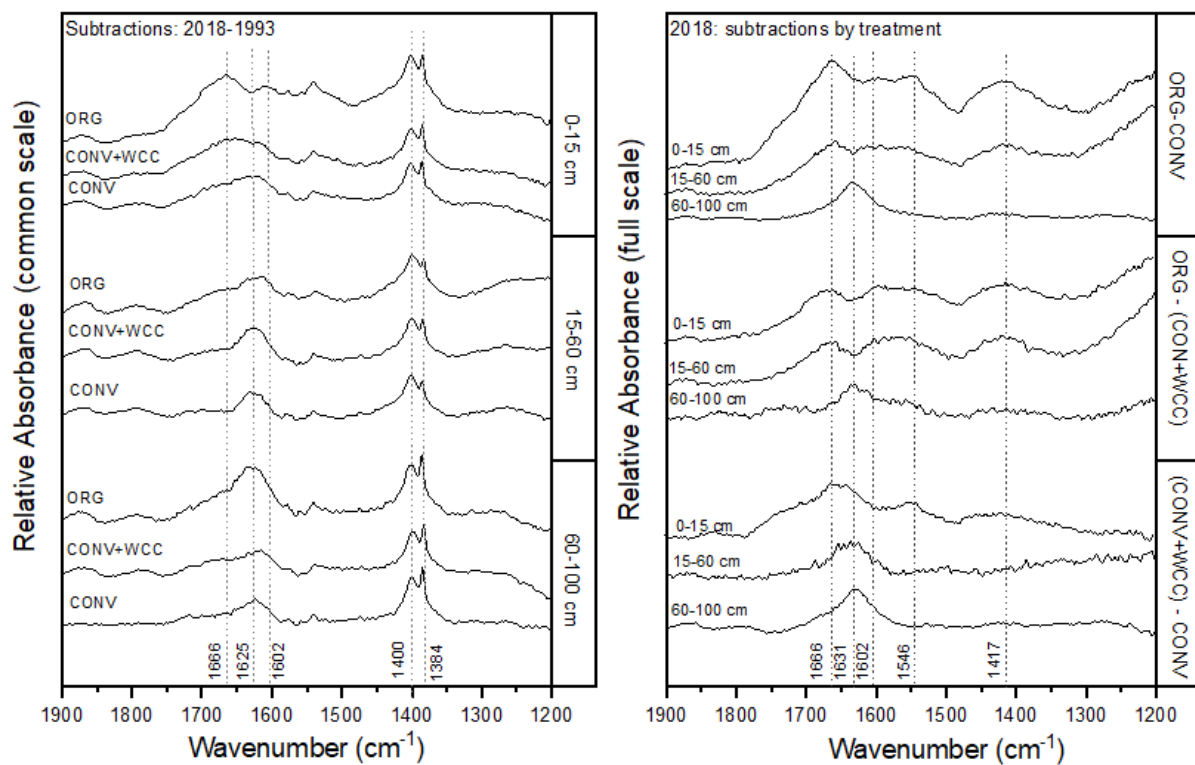 Subtractions: 2018-1993
ORG
CONV+WCC
CONV
0-15 cm
ORG
CONV+WCC
CONV
15-60 cm
ORG
CONV+WCC
CONV
60-100 cm
1666
1625
1602
1400
1384
1900 1800 1700 1600 1500 1400 1300 1200
Wavenumber (cm⁻¹)
Relative Absorbance (common scale)
2018: subtractions by treatment
0-15 cm
15-60 cm
60-100 cm
ORG-CONV
0-15 cm
15-60 cm
60-100 cm
ORG - (CON+WCC)
0-15 cm
15-60 cm
60-100 cm
(CONV+WCC) - CONV
1666
1631
1602
1546
1417
1900 1800 1700 1600 1500 1400 1300 1200
Wavenumber (cm⁻¹)
Relative Absorbance (full scale)